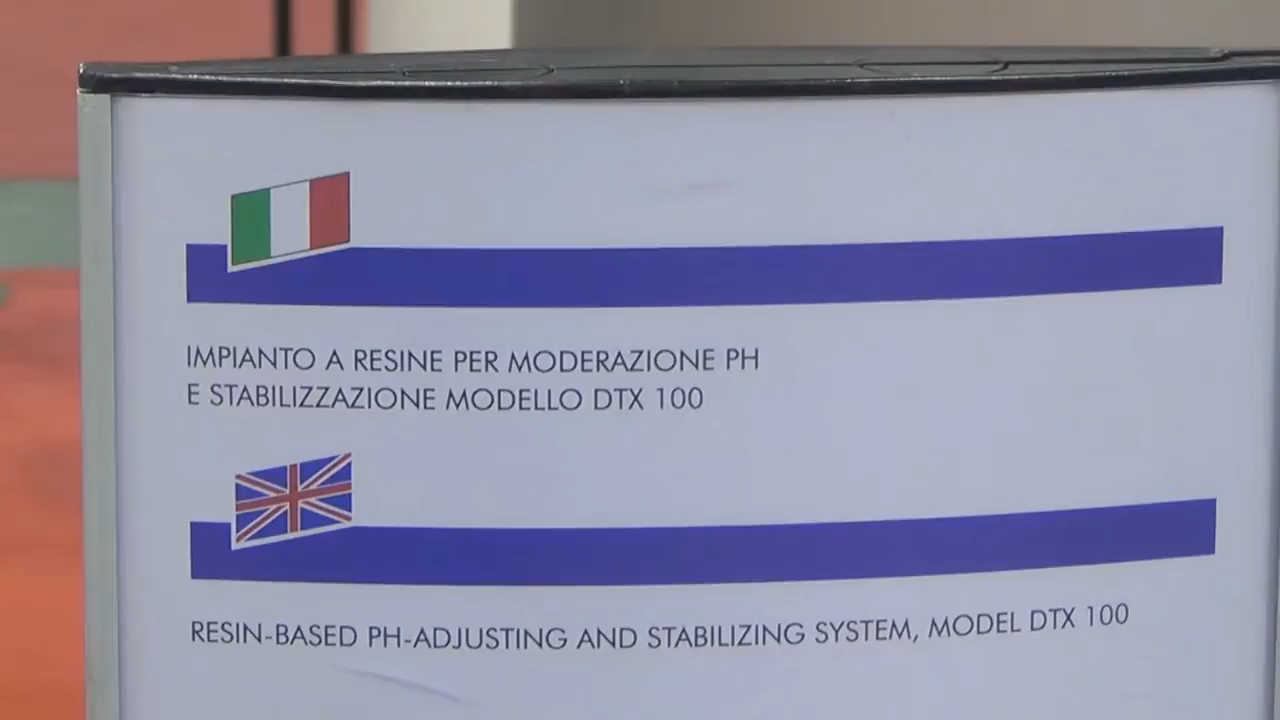 IMPIANTO A RESINE PER MODERAZIONE PH
E STABILIZZAZIONE MODELLO DTX 100
RESIN-BASED PH-ADJUSTING AND STABILIZING SYSTEM, MODEL DTX 100